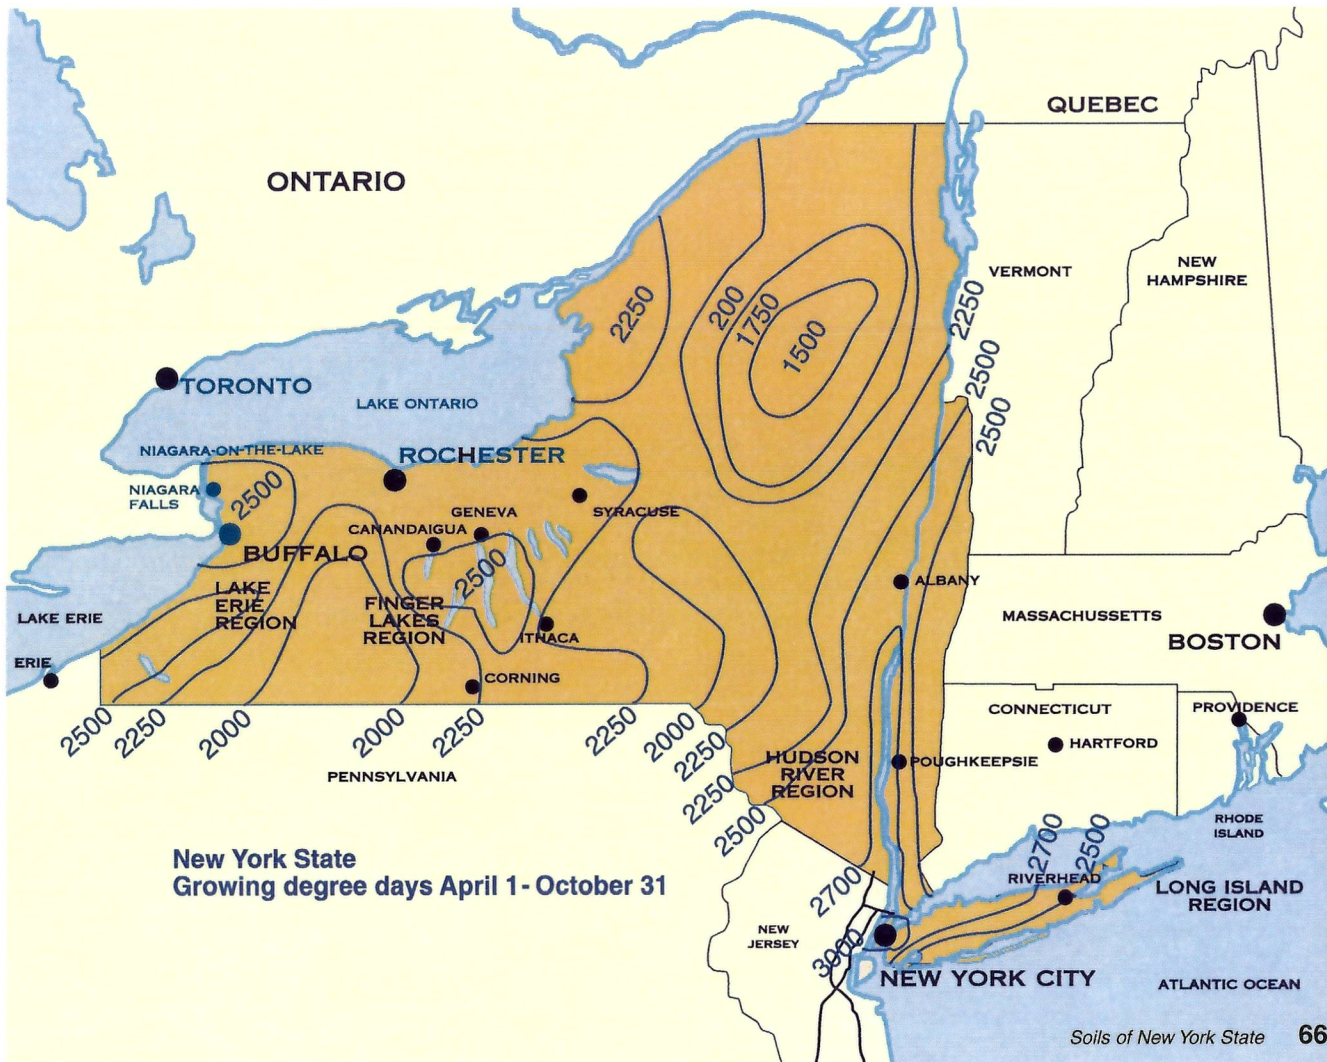 QUEBEC
ONTARIO
NEW
HAMPSHIRE
VERMONT
2250
2250
200
1750
1500
2500
2500
TORONTO
LAKE ONTARIO
NIAGARA-ON-THE-LAKE
ROCHESTER
NIAGARA
FALLS
2500
SYRACUSE
GENEVA
CANANDAIGUA
BUFFALO
2500
ALBANY
LAKE
ERIE
REGION
FINGER
LAKES
REGION
ITHACA
LAKE ERIE
ERIE
CORNING
MASSACHUSSETTS
BOSTON
2500
2250
2000
2000
2250
2250
2000
2250
2250
2500
PENNSYLVANIA
HUDSON
RIVER
REGION
POUGHKEEPSIE
CONNECTICUT
HARTFORD
PROVIDENCE
RHODE
ISLAND
2700
2500
RIVERHEAD
LONG ISLAND
REGION
New York State
Growing degree days April 1 - October 31
2700
3000
NEW
JERSEY
NEW YORK CITY
ATLANTIC OCEAN
Soils of New York State 66